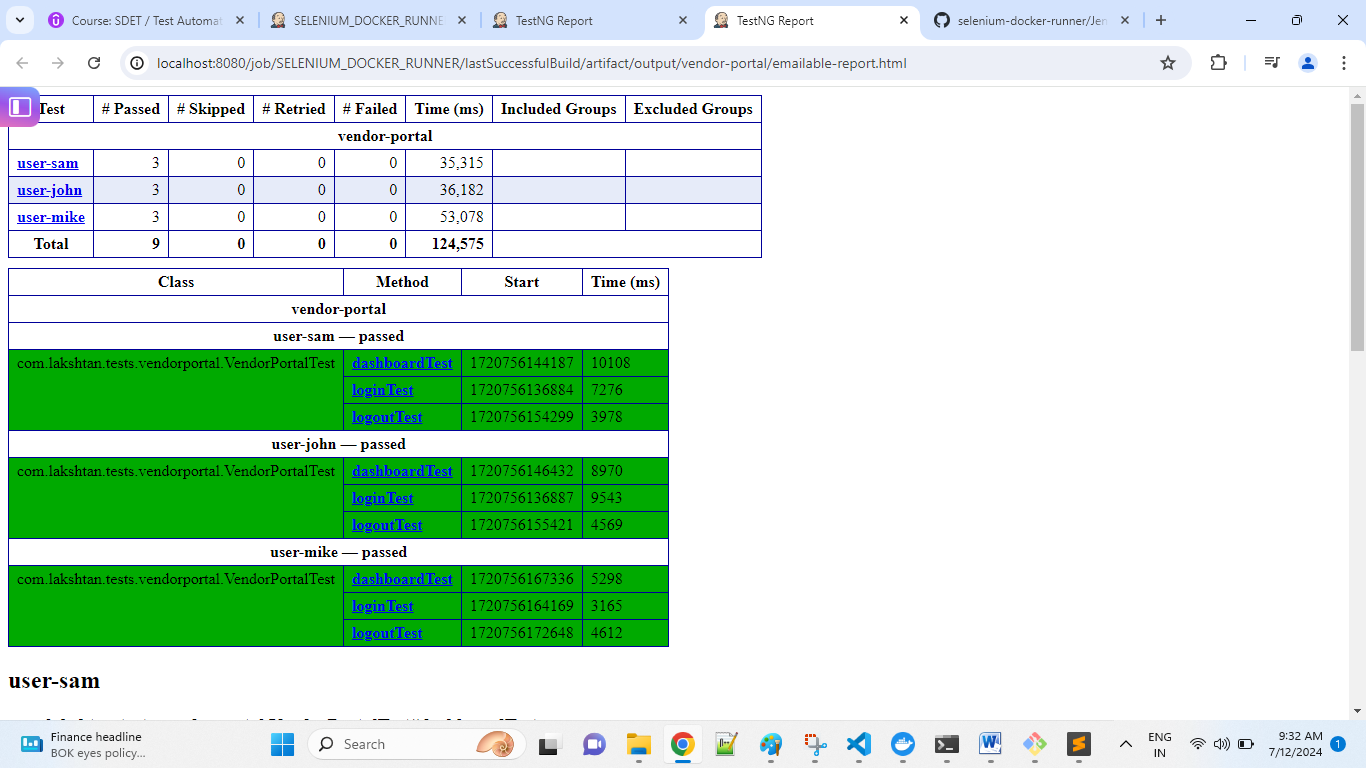 Course: SDET / Test Automat
SELENIUM_DOCKER_RUNNE
TestNG Report
TestNG Report
selenium-docker-runner/Jen
localhost:8080/job/SELENIUM_DOCKER_RUNNER/lastSuccessfulBuild/artifact/output/vendor-portal/emailable-report.html
Test # Passed # Skipped # Retried # Failed Time (ms) Included Groups Excluded Groups
vendor-portal
user-sam 3 0 0 0 35,315
user-john 3 0 0 0 36,182
user-mike 3 0 0 0 53,078
Total 9 0 0 0 124,575
Class Method Start Time (ms)
vendor-portal
user-sam — passed
com.lakshtan.tests.vendorportal.VendorPortalTest dashboardTest 1720756144187 10108
loginTest 1720756136884 7276
logoutTest 1720756154299 3978
user-john — passed
com.lakshtan.tests.vendorportal.VendorPortalTest dashboardTest 1720756146432 8970
loginTest 1720756136887 9543
logoutTest 1720756155421 4569
user-mike — passed
com.lakshtan.tests.vendorportal.VendorPortalTest dashboardTest 1720756167336 5298
loginTest 1720756164169 3165
logoutTest 1720756172648 4612
user-sam
Finance headline
BOK eyes policy...
Search
ENG
IN
9:32 AM
7/12/2024
1